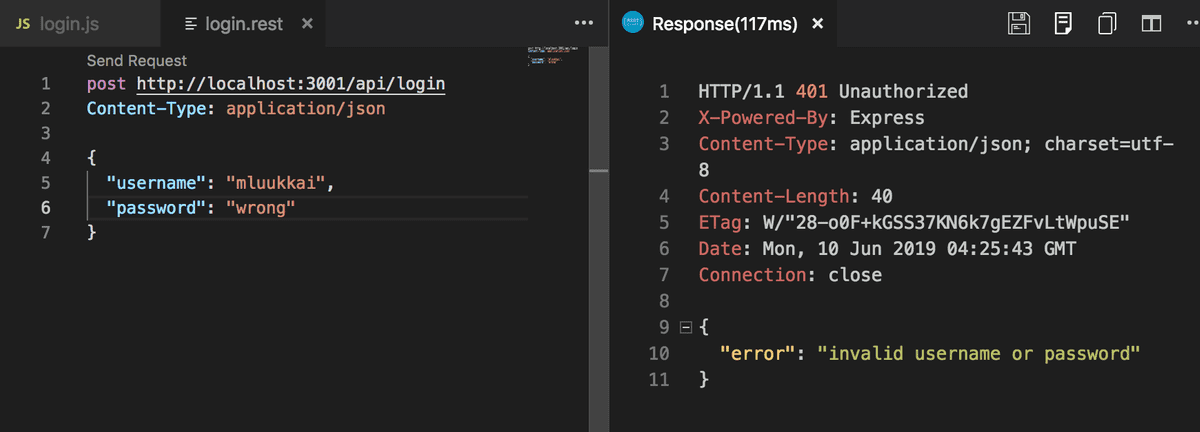 JS login.js
login.rest ×
Send Request
1 post http://localhost:3001/api/login
2 Content-Type: application/json
3
4 {
5 "username": "mluukkai",
6 "password": "wrong"
7 }
Response(117ms) ×
1 HTTP/1.1 401 Unauthorized
2 X-Powered-By: Express
3 Content-Type: application/json; charset=utf-
8
4 Content-Length: 40
5 ETag: W/"28-o0F+kGSS37KN6k7gEZFvLtWpuSE"
6 Date: Mon, 10 Jun 2019 04:25:43 GMT
7 Connection: close
8
9 {
10 "error": "invalid username or password"
11 }